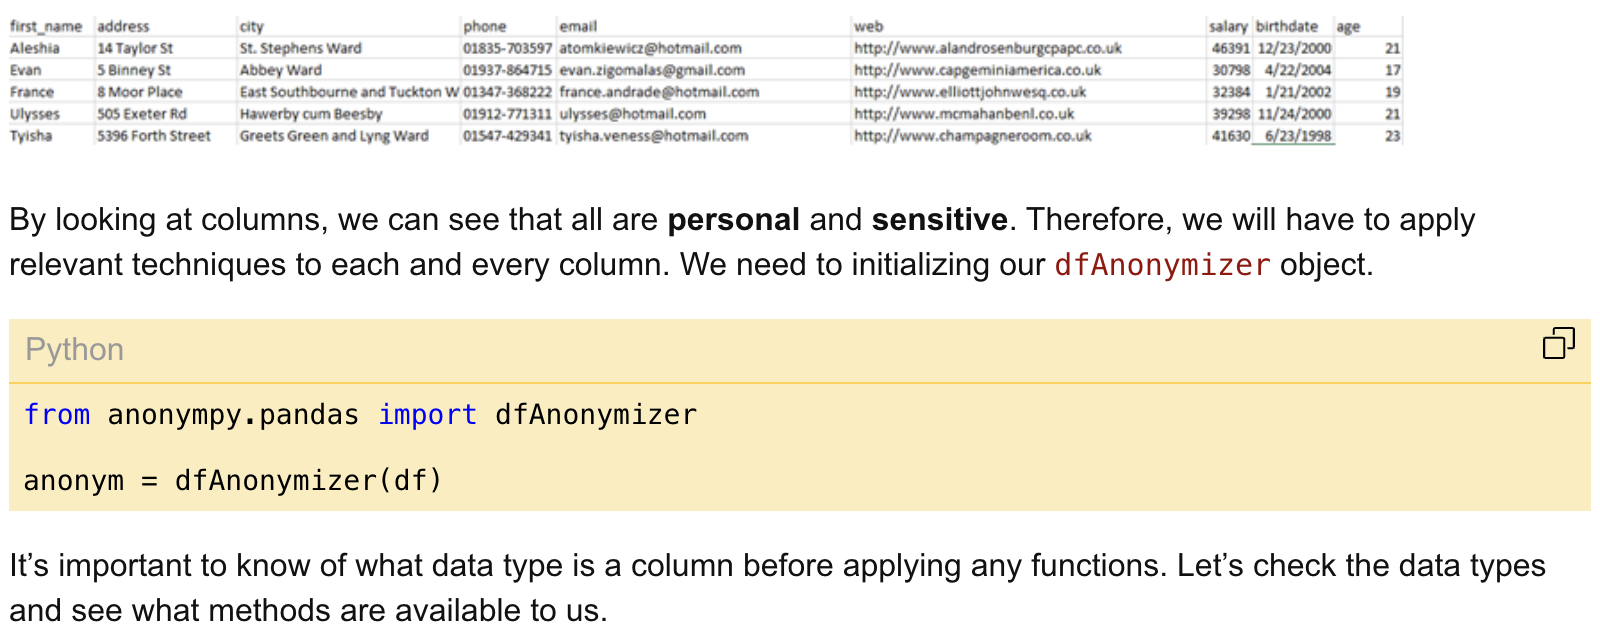 first_name address city phone email web salary birthdate age
Aleshia 14 Taylor St St. Stephens Ward 01835-703597 atomkiewicz@hotmail.com http://www.alandrosenburgcpapc.co.uk 46391 12/23/2000 21
Evan 5 Binney St Abbey Ward 01937-864715 evan.zigomalas@gmail.com http://www.capgeminiamerica.co.uk 30798 4/22/2004 17
France 8 Moor Place East Southbourne and Tuckton W 01347-368222 france.andrade@hotmail.com http://www.elliottjohnwesq.co.uk 32384 1/21/2002 19
Ulysses 505 Exeter Rd Hawerby cum Beesby 01912-771311 ulysses@hotmail.com http://www.mcmahanbenl.co.uk 39298 11/24/2000 21
Tyisha 5396 Forth Street Greets Green and Lyng Ward 01547-429341 tyisha.veness@hotmail.com http://www.champagneroom.co.uk 41630 6/23/1998 23
By looking at columns, we can see that all are personal and sensitive. Therefore, we will have to apply
relevant techniques to each and every column. We need to initializing our dfAnonymizer object.
Python
from anonympy.pandas import dfAnonymizer
anonym = dfAnonymizer(df)
It’s important to know of what data type is a column before applying any functions. Let’s check the data types
and see what methods are available to us.